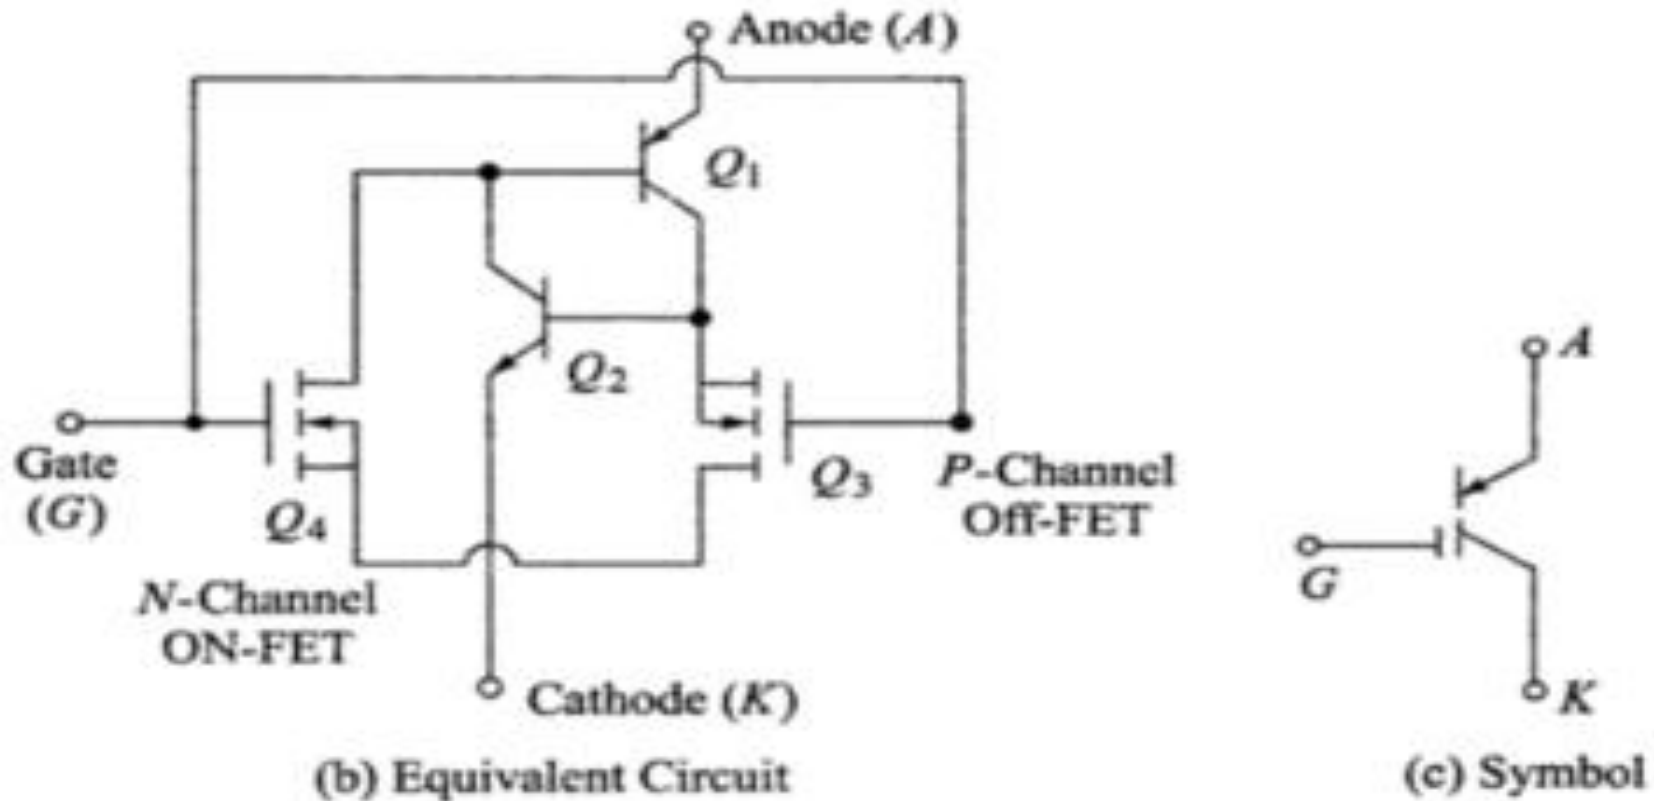 Anode (A)
Q1
Q2
Gate
(G)
Q4
Q3
P-Channel
Off-FET
N-Channel
ON-FET
Cathode (K)
(b) Equivalent Circuit
A
G
K
(c) Symbol